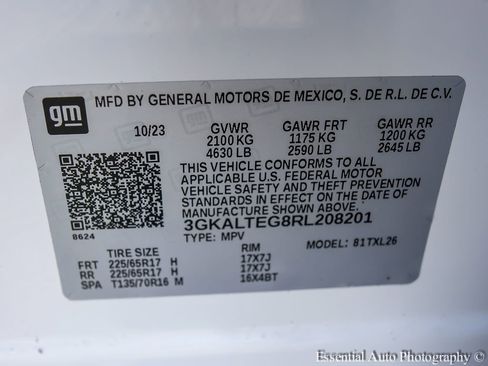 gm
MFD BY GENERAL MOTORS DE MEXICO, S. DE R.L. DE C.V.
10/23 GVWR GAWR FRT GAWR RR
2100 KG 1175 KG 1200 KG
4630 LB 2590 LB 2645 LB
THIS VEHICLE CONFORMS TO ALL
APPLICABLE U.S. FEDERAL MOTOR
VEHICLE SAFETY AND THEFT PREVENTION
STANDARDS IN EFFECT ON THE DATE OF
MANUFACTURE SHOWN ABOVE.
3GKALTEG8RL208201
8624 TYPE: MPV MODEL: 81TXL26
TIRE SIZE RIM
FRT 225/65R17 H 17X7J
RR 225/65R17 H 17X7J
SPA T135/70R16 M 16X4BT
Essential Auto Photography © 2026